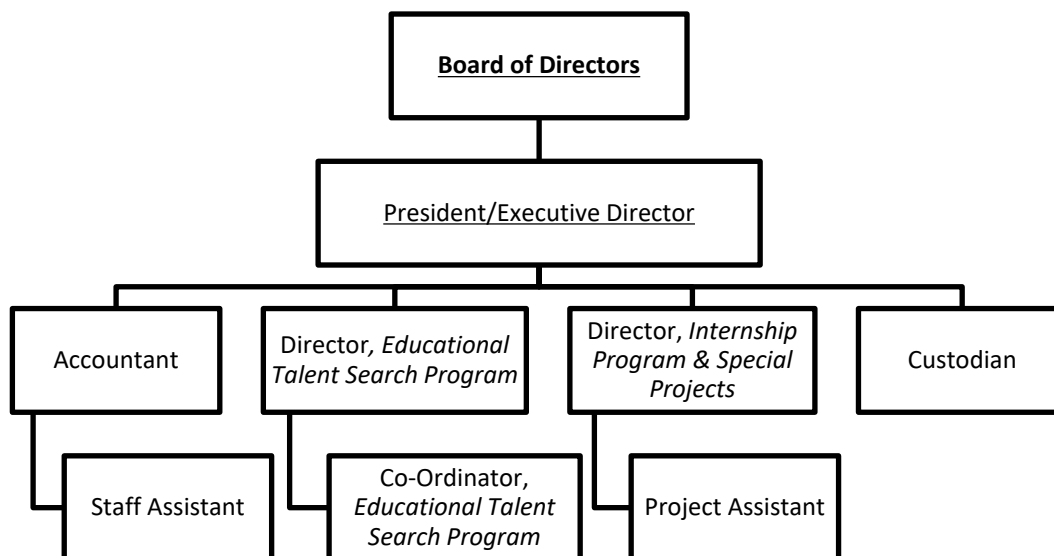 Board of Directors
President/Executive Director
Accountant
Director, Educational
Talent Search Program
Director, Internship
Program & Special
Projects
Custodian
Staff Assistant
Co-Ordinator,
Educational Talent
Search Program
Project Assistant